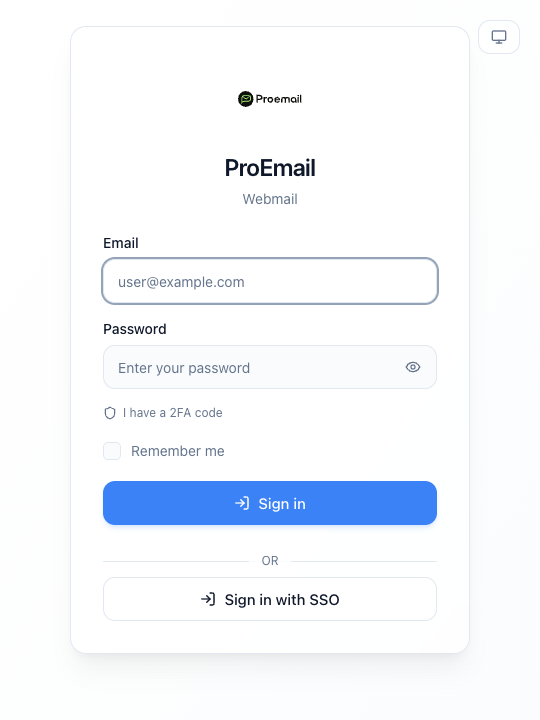 Proemail
ProEmail
Webmail
Email
user@example.com
Password
Enter your password
I have a 2FA code
Remember me
Sign in
OR
Sign in with SSO